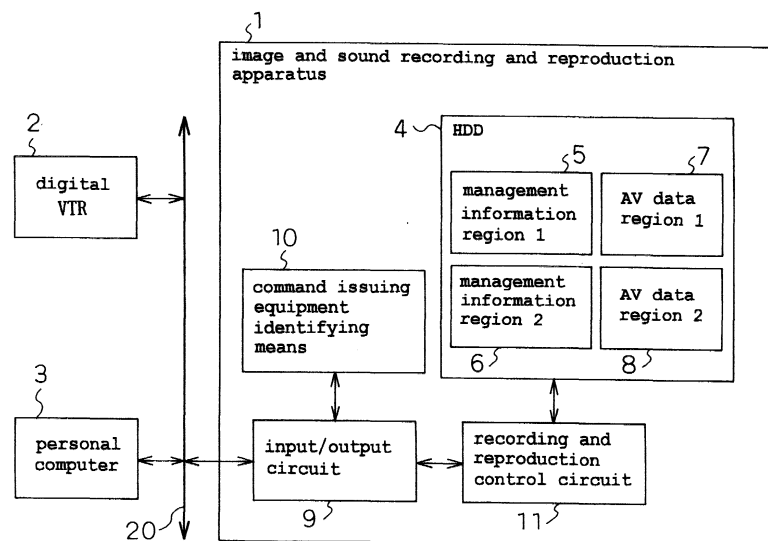 1
image and sound recording and reproduction
apparatus
2
digital
VTR
4
HDD
5
management
information
region 1
7
AV data
region 1
10
command issuing
equipment
identifying
means
management
information
region 2
6
AV data
region 2
8
3
personal
computer
input/output
circuit
9
recording and
reproduction
control circuit
11
20